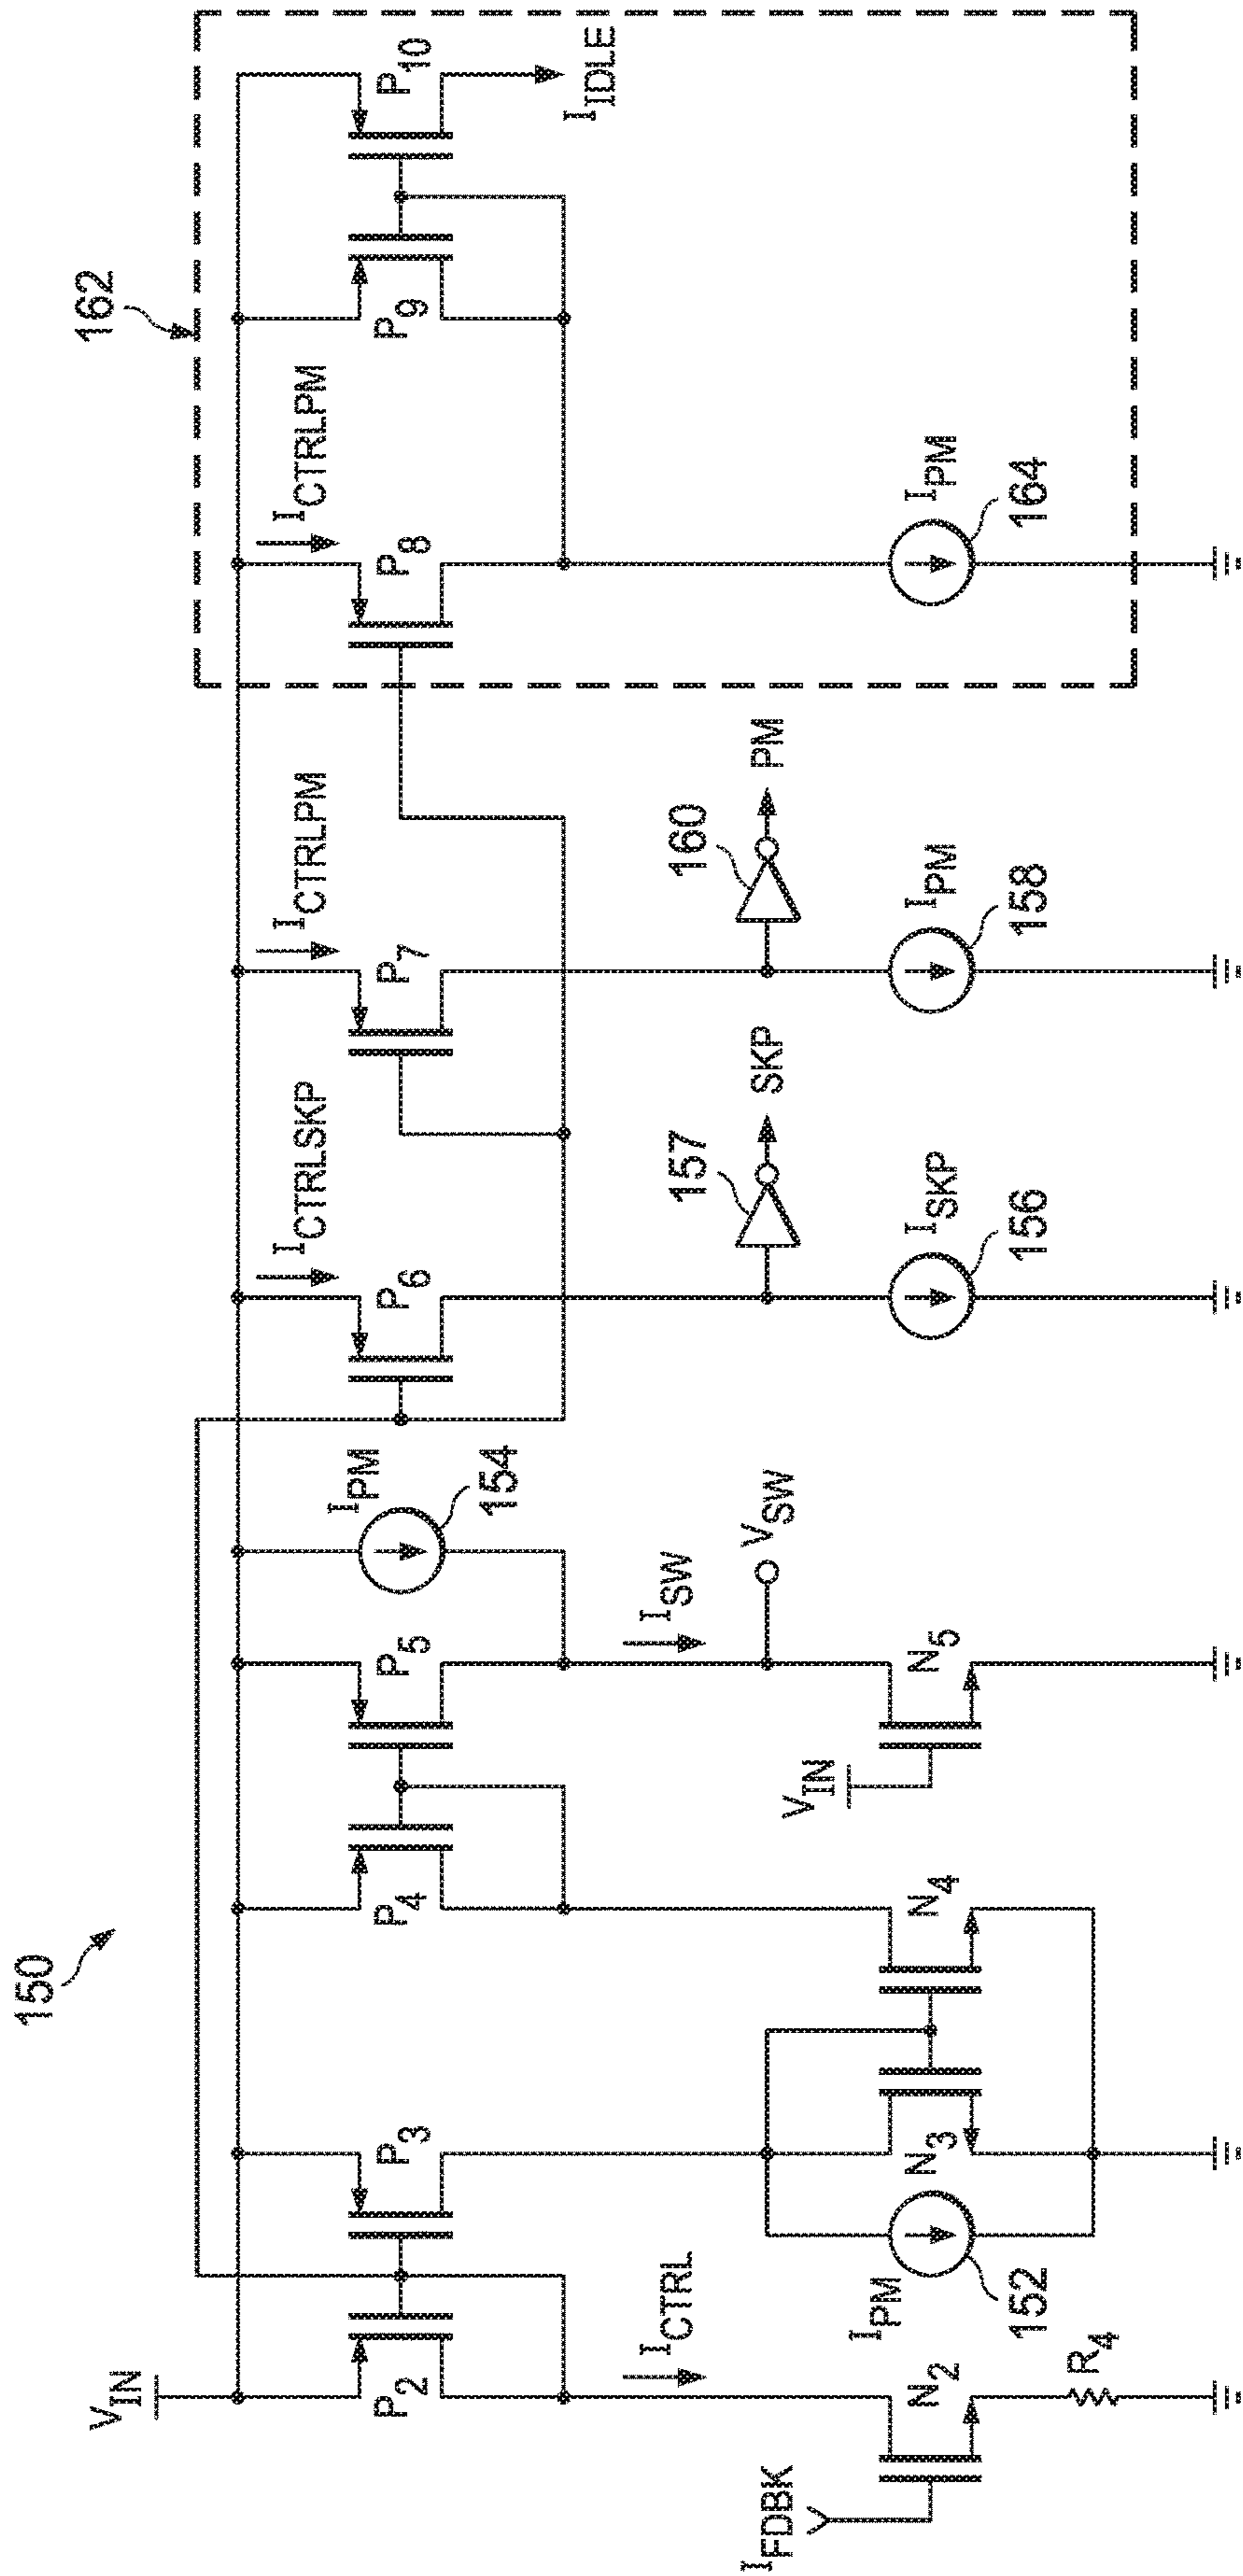 150
162
V_IN
P_2
P_3
P_4
P_5
I_PM
154
I_CTRLSKP
P_6
I_CTRLPM
P_7
I_CTRLPM
P_8
P_9
P_10
I_IDLE
I_CTRL
I_SW
V_SW
157
SKP
160
PM
I_FDBK
N_2
R_4
I_PM
152
N_3
N_4
V_IN
N_5
I_SKP
156
I_PM
158
I_PM
164